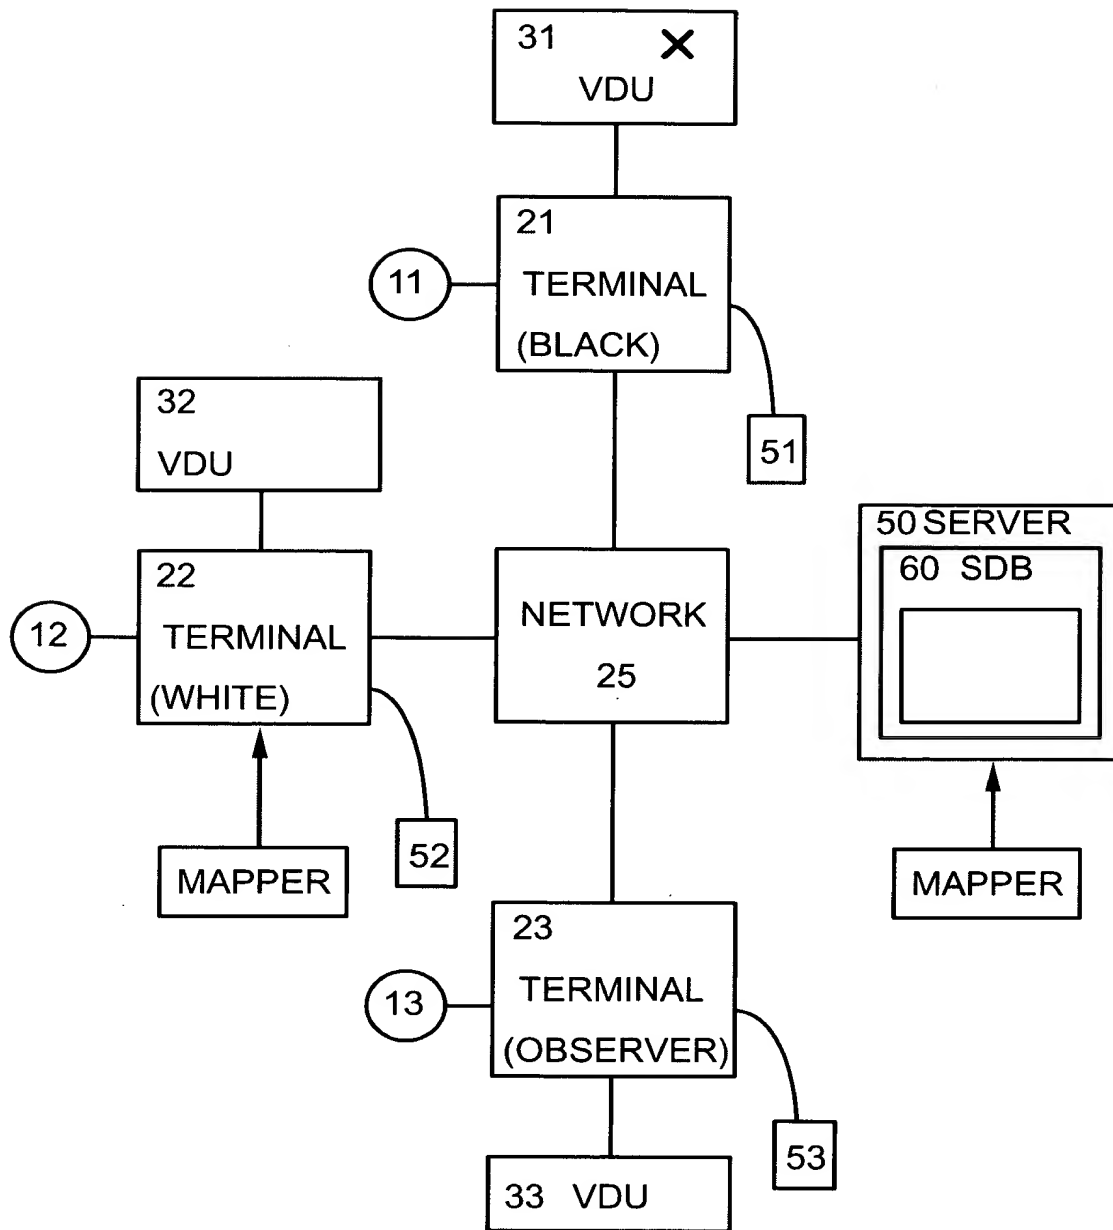 31
VDU
21
TERMINAL
(BLACK)
11
51
32
VDU
22
TERMINAL
(WHITE)
12
52
MAPPER
NETWORK
25
50 SERVER
60 SDB
MAPPER
23
TERMINAL
(OBSERVER)
13
53
33 VDU